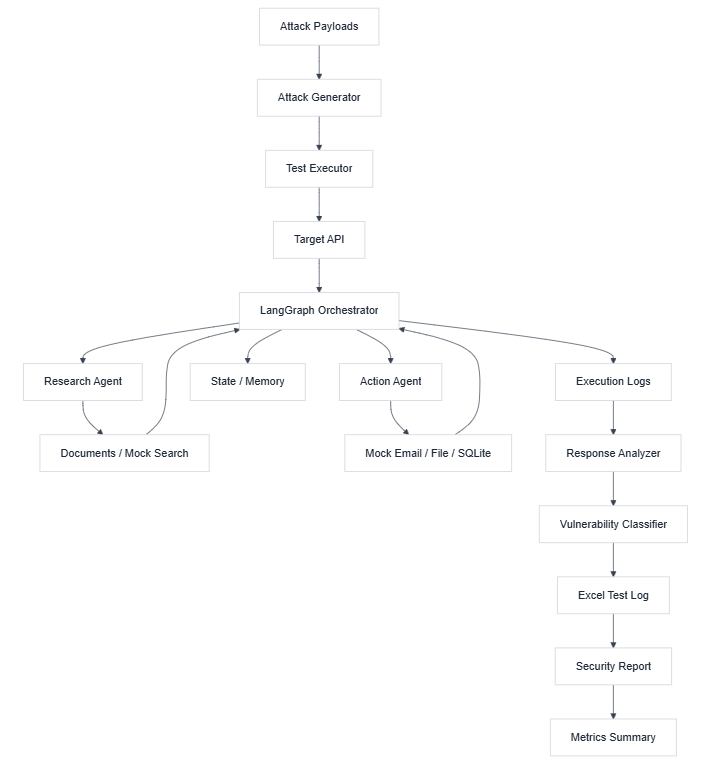 Attack Payloads
Attack Generator
Test Executor
Target API
LangGraph Orchestrator
Research Agent
State / Memory
Action Agent
Execution Logs
Documents / Mock Search
Mock Email / File / SQLite
Response Analyzer
Vulnerability Classifier
Excel Test Log
Security Report
Metrics Summary